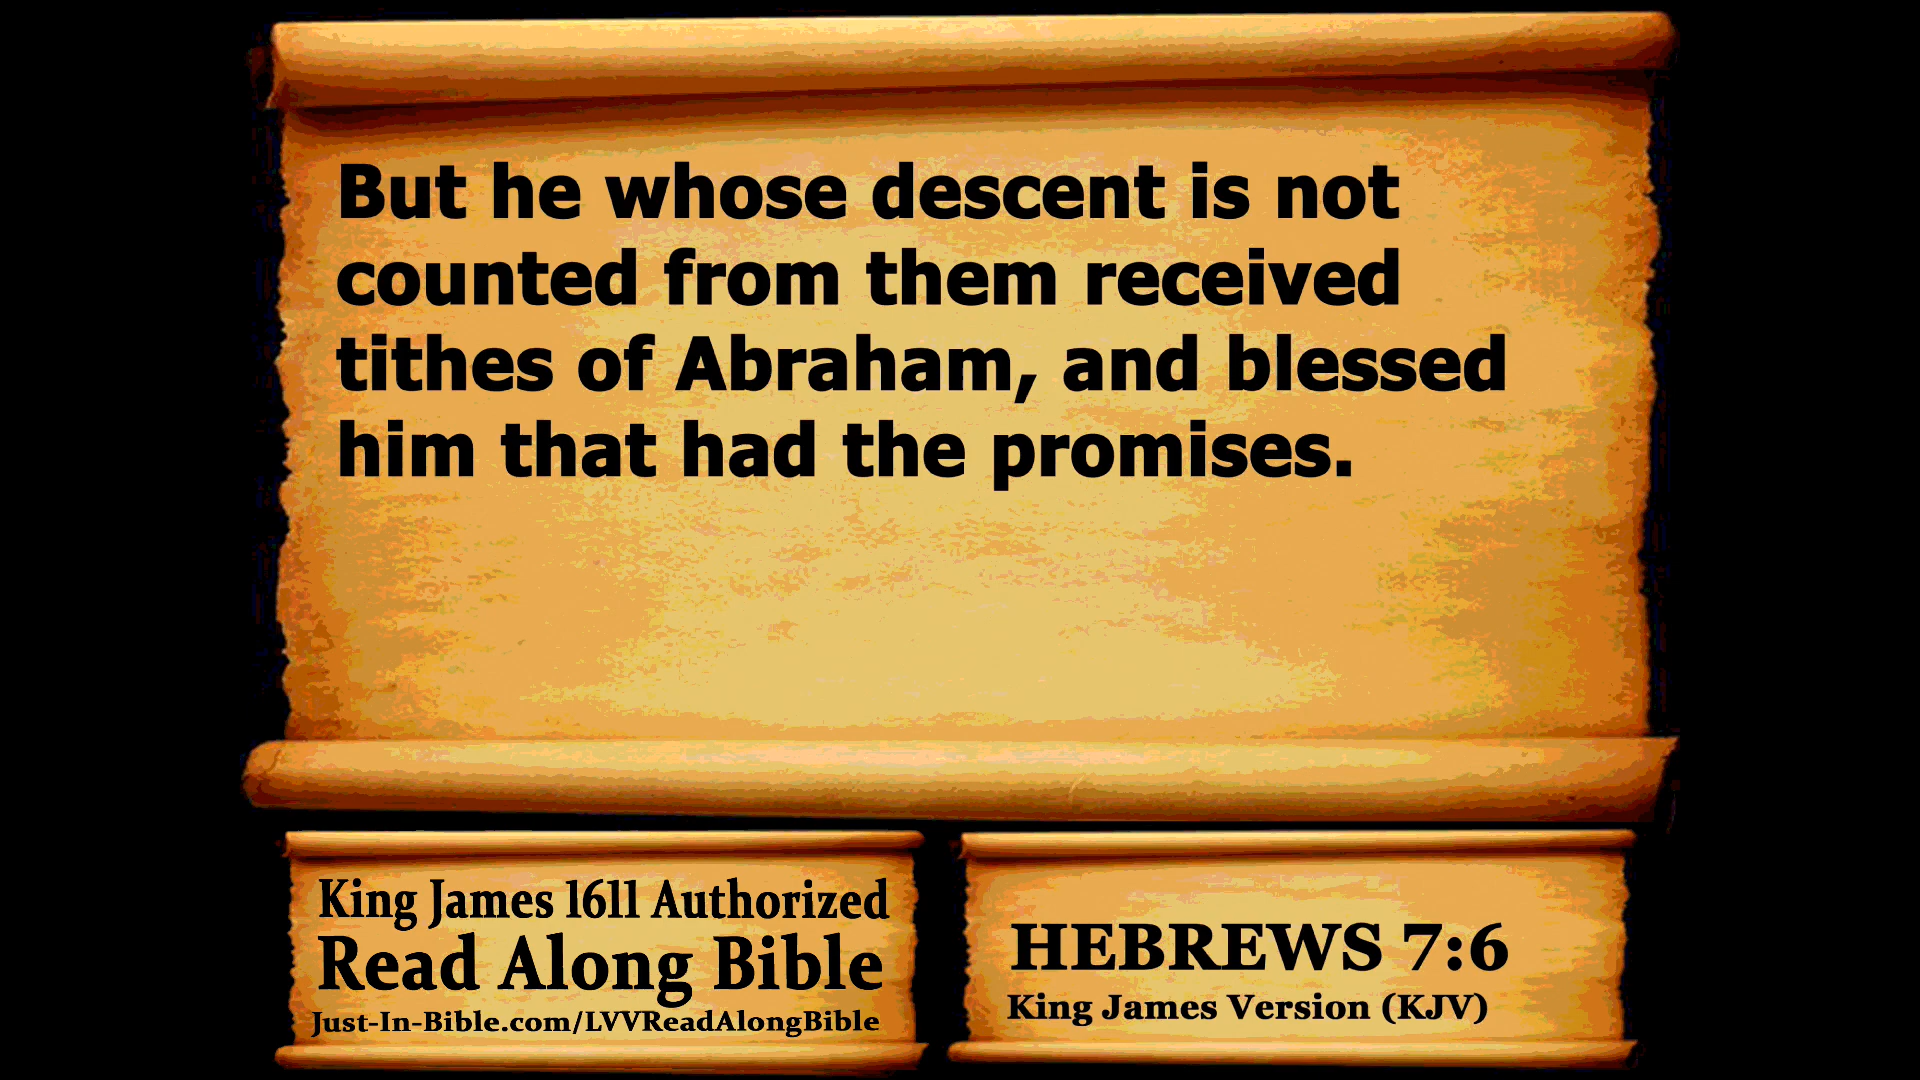 But he whose descent is not
counted from them received
tithes of Abraham, and blessed
him that had the promises.
King James 1611 Authorized
Read Along Bible
Just-In-Bible.com/LVVReadAlongBible
HEBREWS 7:6
King James Version (KJV)